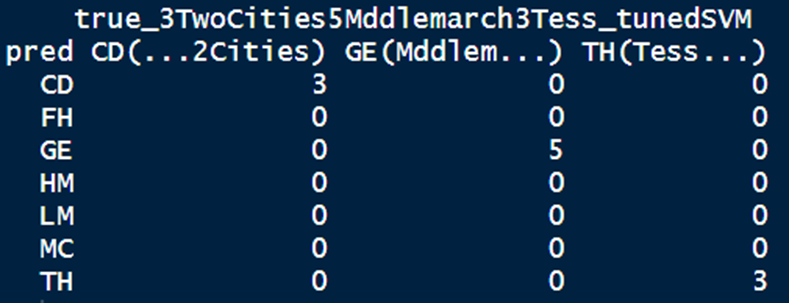 true_3TwoCities5Mddlemarch3Tess_tunedSVM
pred CD(...2Cities) GE(Mddlem...) TH(Tess...)
CD 3 0 0
FH 0 0 0
GE 0 5 0
HM 0 0 0
LM 0 0 0
MC 0 0 0
TH 0 0 3